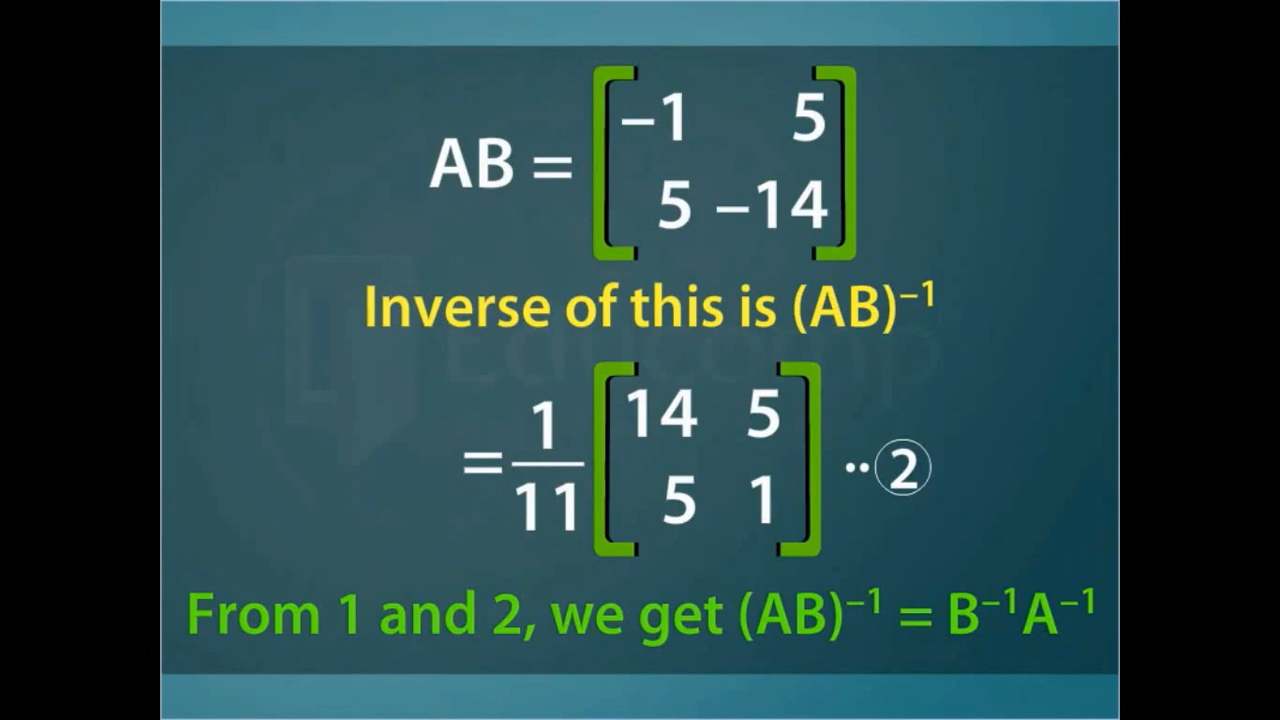 AB = [ –1 5
5 –14 ]
Inverse of this is (AB)⁻¹
= 1/11 [ 14 5
5 1 ] ·· ②
From 1 and 2, we get (AB)⁻¹ = B⁻¹A⁻¹
Educomp